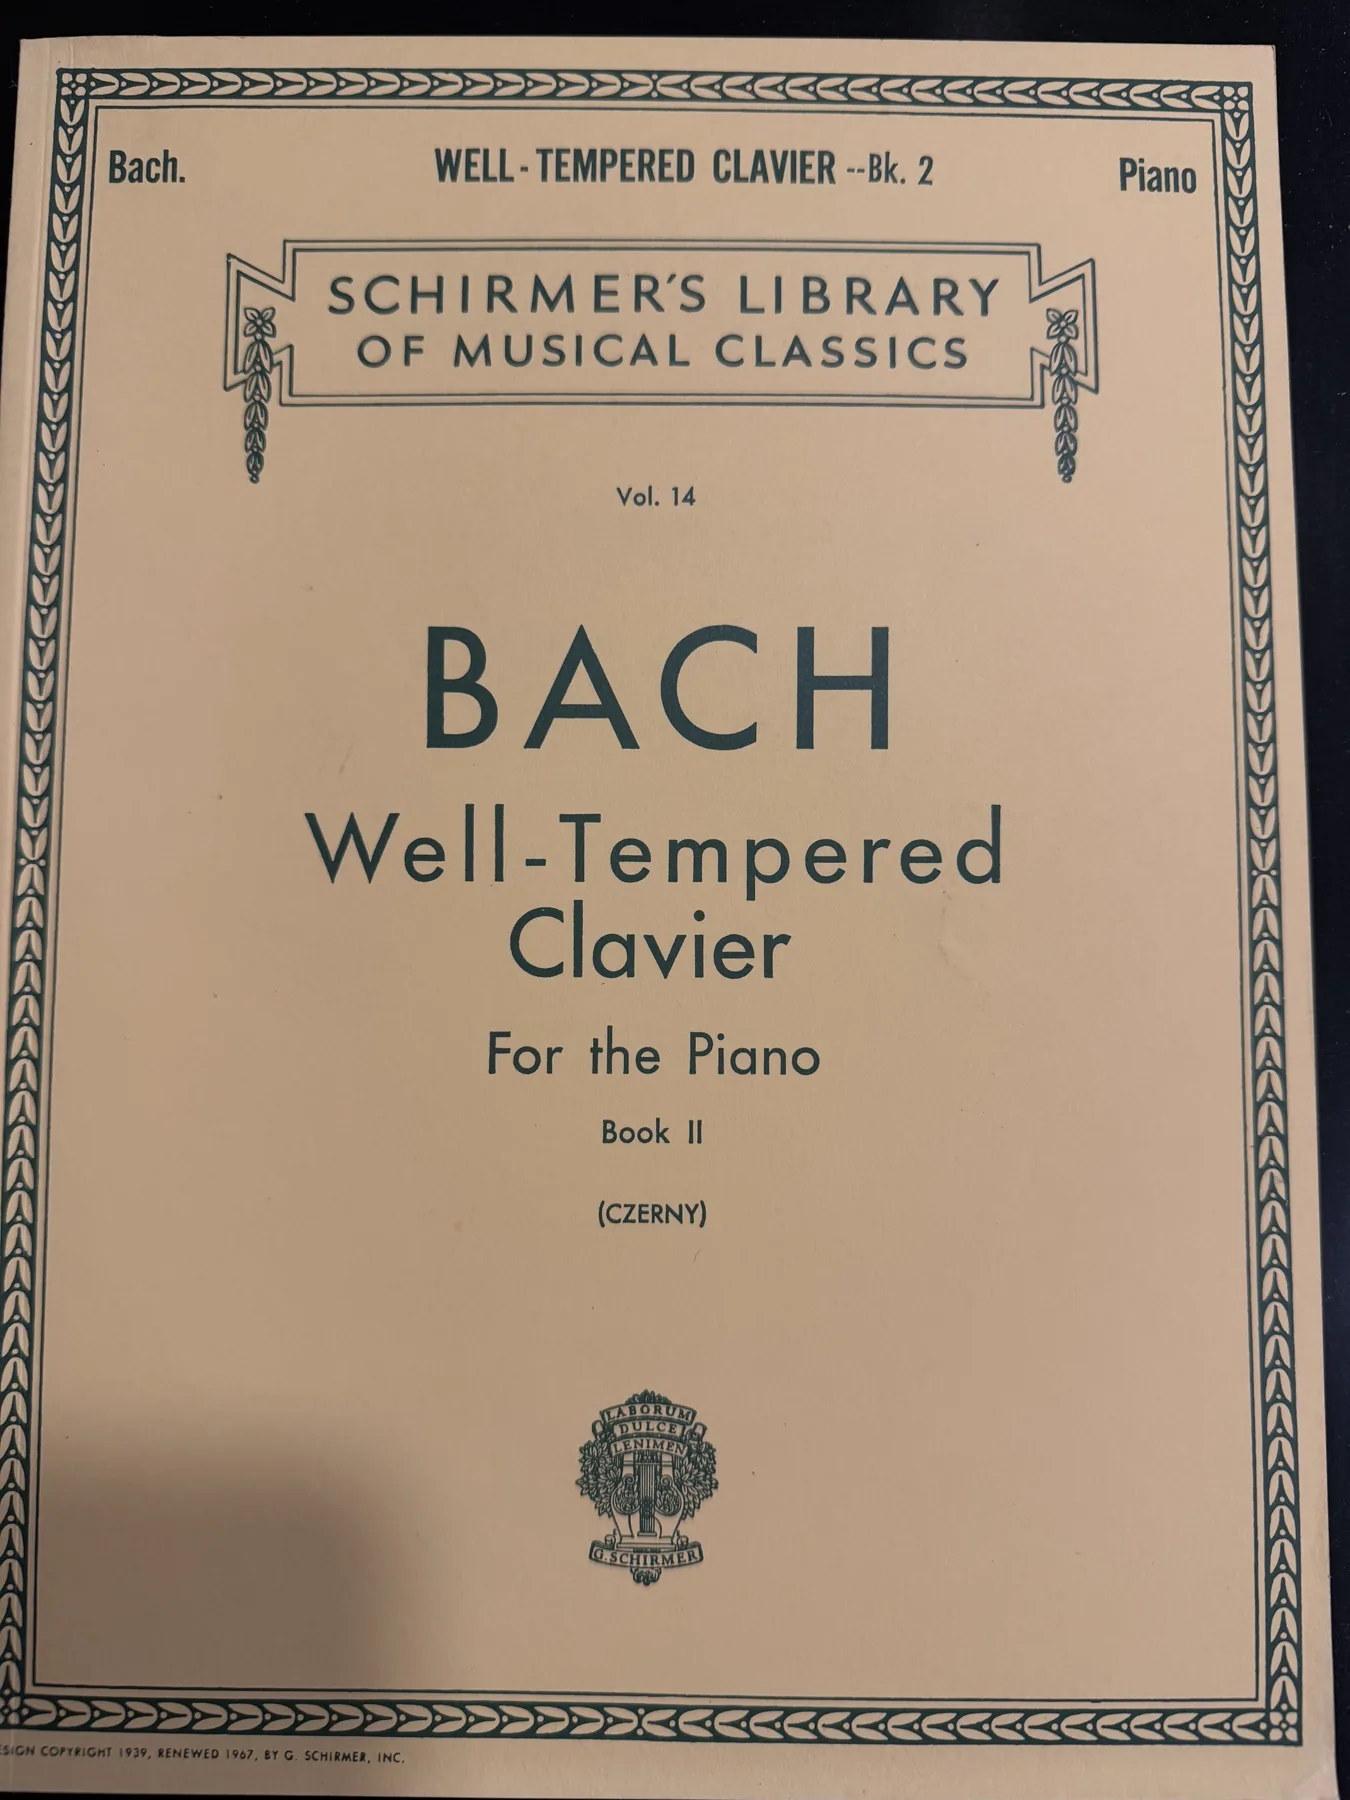 Bach.
WELL-TEMPERED CLAVIER--Bk. 2
Piano
SCHIRMER'S LIBRARY
OF MUSICAL CLASSICS
Vol. 14
BACH
Well-Tempered
Clavier
For the Piano
Book II
(CZERNY)
LABORUM
DULCE
LENIMEN
G. SCHIRMER
COPYRIGHT 1939, RENEWED 1967, BY G. SCHIRMER, INC.